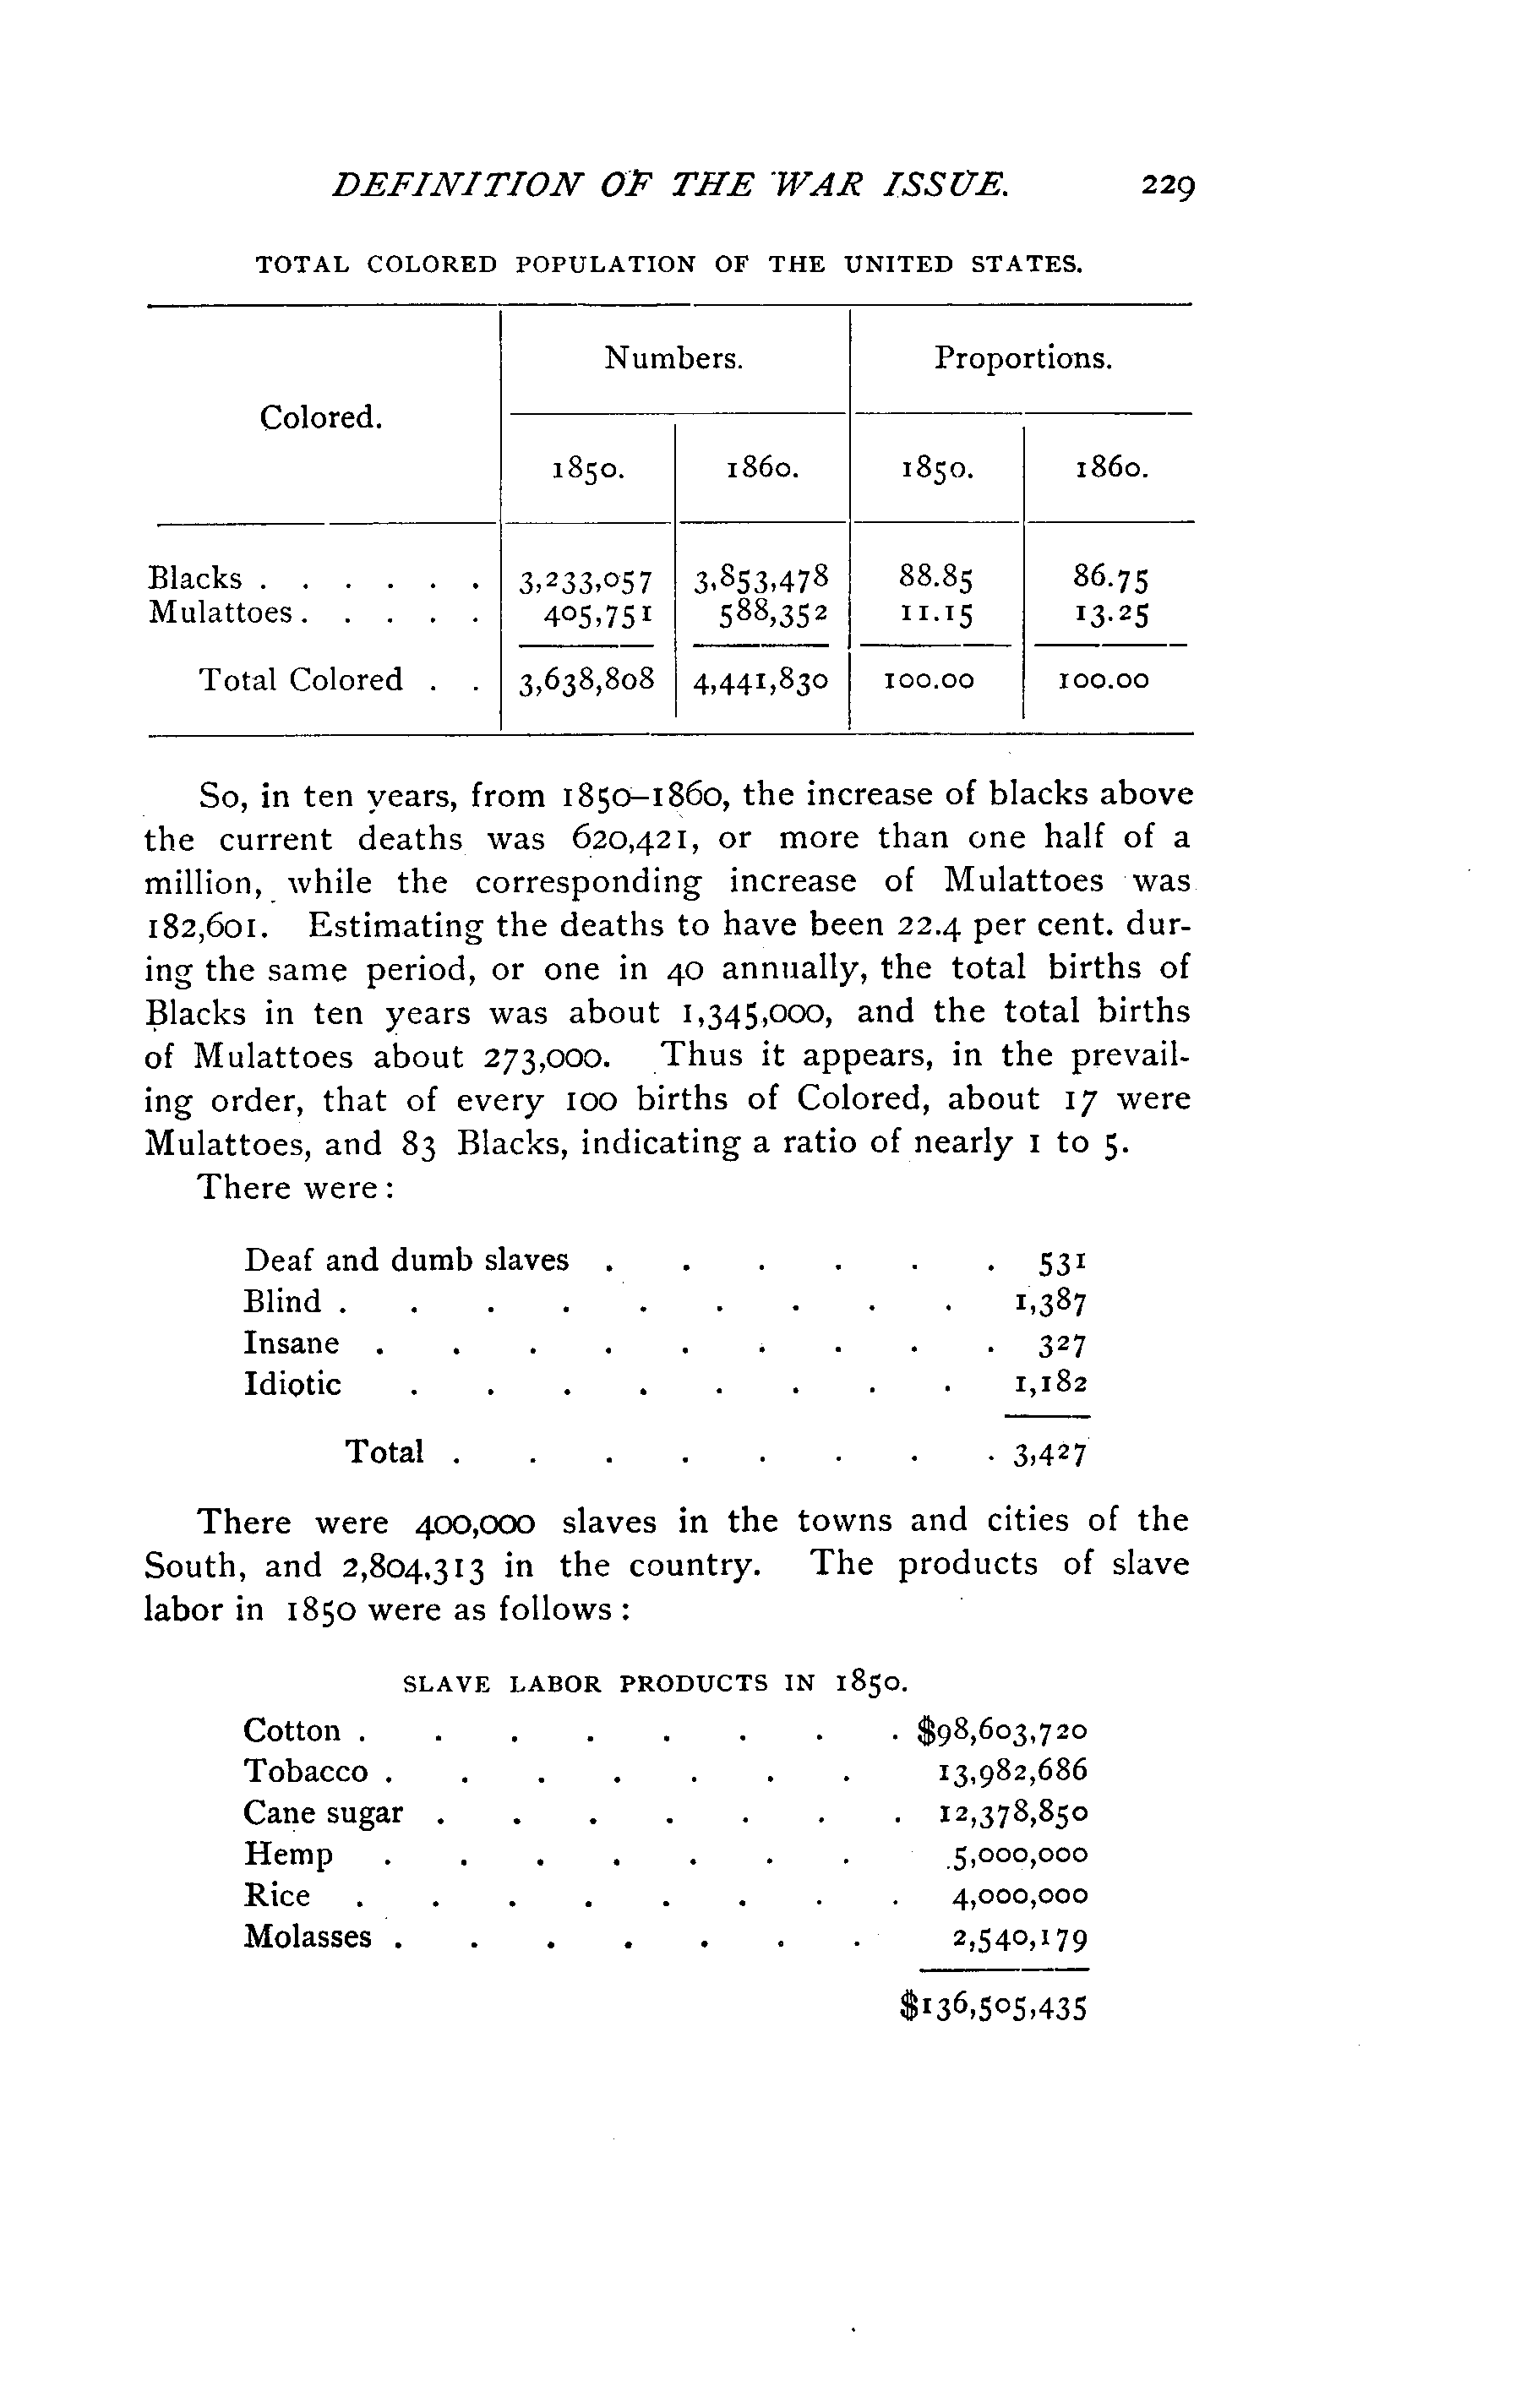 DEFINITION OF THE WAR ISSUE. 229
TOTAL COLORED POPULATION OF THE UNITED STATES.
Numbers. Proportions.
Colored.
1850. 1860. 1850. 1860.
Blacks . . . . . . 3,233,057 3,853,478 88.85 86.75
Mulattoes . . . . . 405,751 588,352 11.15 13.25
Total Colored . . 3,638,808 4,441,830 100.00 100.00
So, in ten years, from 1850–1860, the increase of blacks above
the current deaths was 620,421, or more than one half of a
million, while the corresponding increase of Mulattoes was
182,601. Estimating the deaths to have been 22.4 per cent. dur-
ing the same period, or one in 40 annually, the total births of
Blacks in ten years was about 1,345,000, and the total births
of Mulattoes about 273,000. Thus it appears, in the prevail-
ing order, that of every 100 births of Colored, about 17 were
Mulattoes, and 83 Blacks, indicating a ratio of nearly 1 to 5.
There were:
Deaf and dumb slaves . . . . . . 531
Blind . . . . . . . . . 1,387
Insane . . . . . . . . . 327
Idiotic . . . . . . . . 1,182
Total . . . . . . . . 3,427
There were 400,000 slaves in the towns and cities of the
South, and 2,804,313 in the country. The products of slave
labor in 1850 were as follows:
SLAVE LABOR PRODUCTS IN 1850.
Cotton . . . . . . . . $98,603,720
Tobacco . . . . . . . 13,982,686
Cane sugar . . . . . . . 12,378,850
Hemp . . . . . . . 5,000,000
Rice . . . . . . . . 4,000,000
Molasses . . . . . . . 2,540,179
$136,505,435